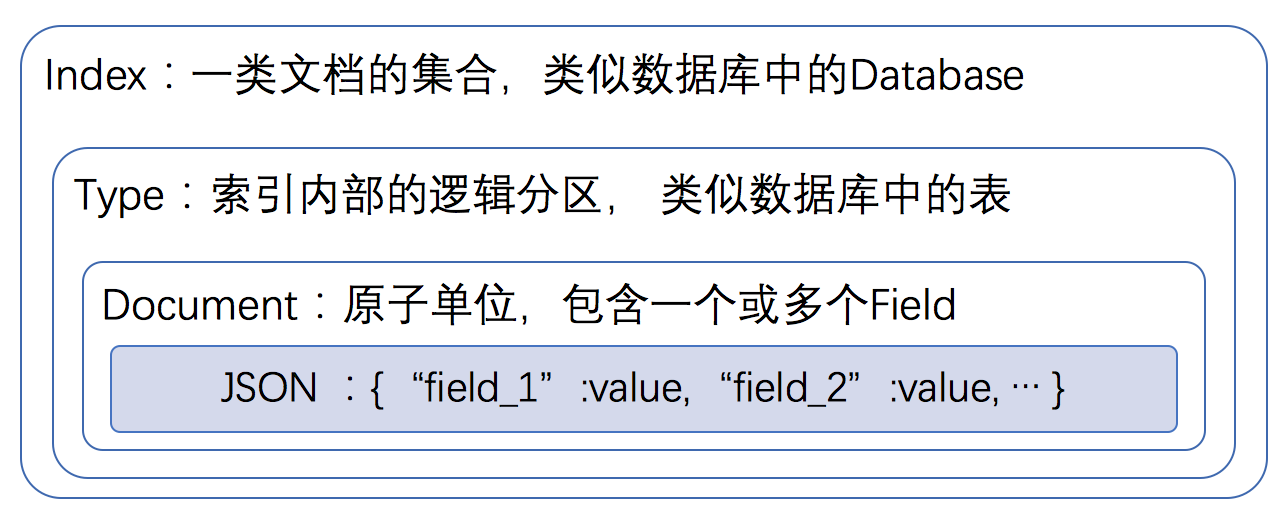 Index：一类文档的集合，类似数据库中的Database
Type：索引内部的逻辑分区， 类似数据库中的表
Document：原子单位，包含一个或多个Field
JSON ：{ “field_1” :value, “field_2” :value, ··· }